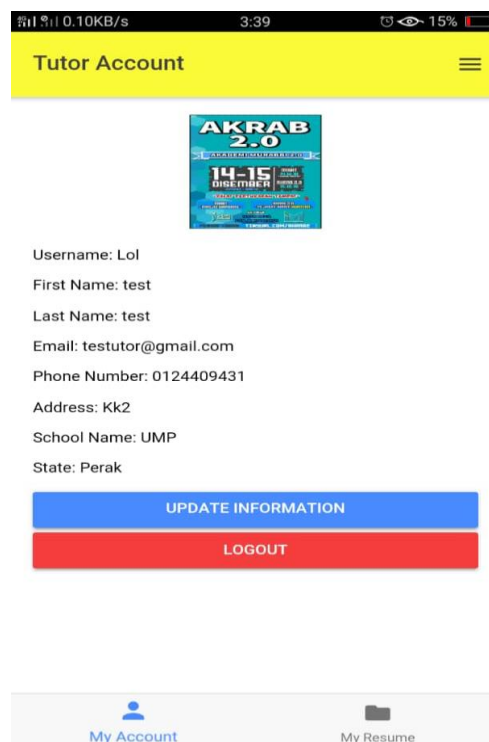 0.10KB/s 3:39 15%
Tutor Account
AKRAB
2.0
14-15
DISEMBER
Username: Lol
First Name: test
Last Name: test
Email: testutor@gmail.com
Phone Number: 0124409431
Address: Kk2
School Name: UMP
State: Perak
UPDATE INFORMATION
LOGOUT
My Account My Resume